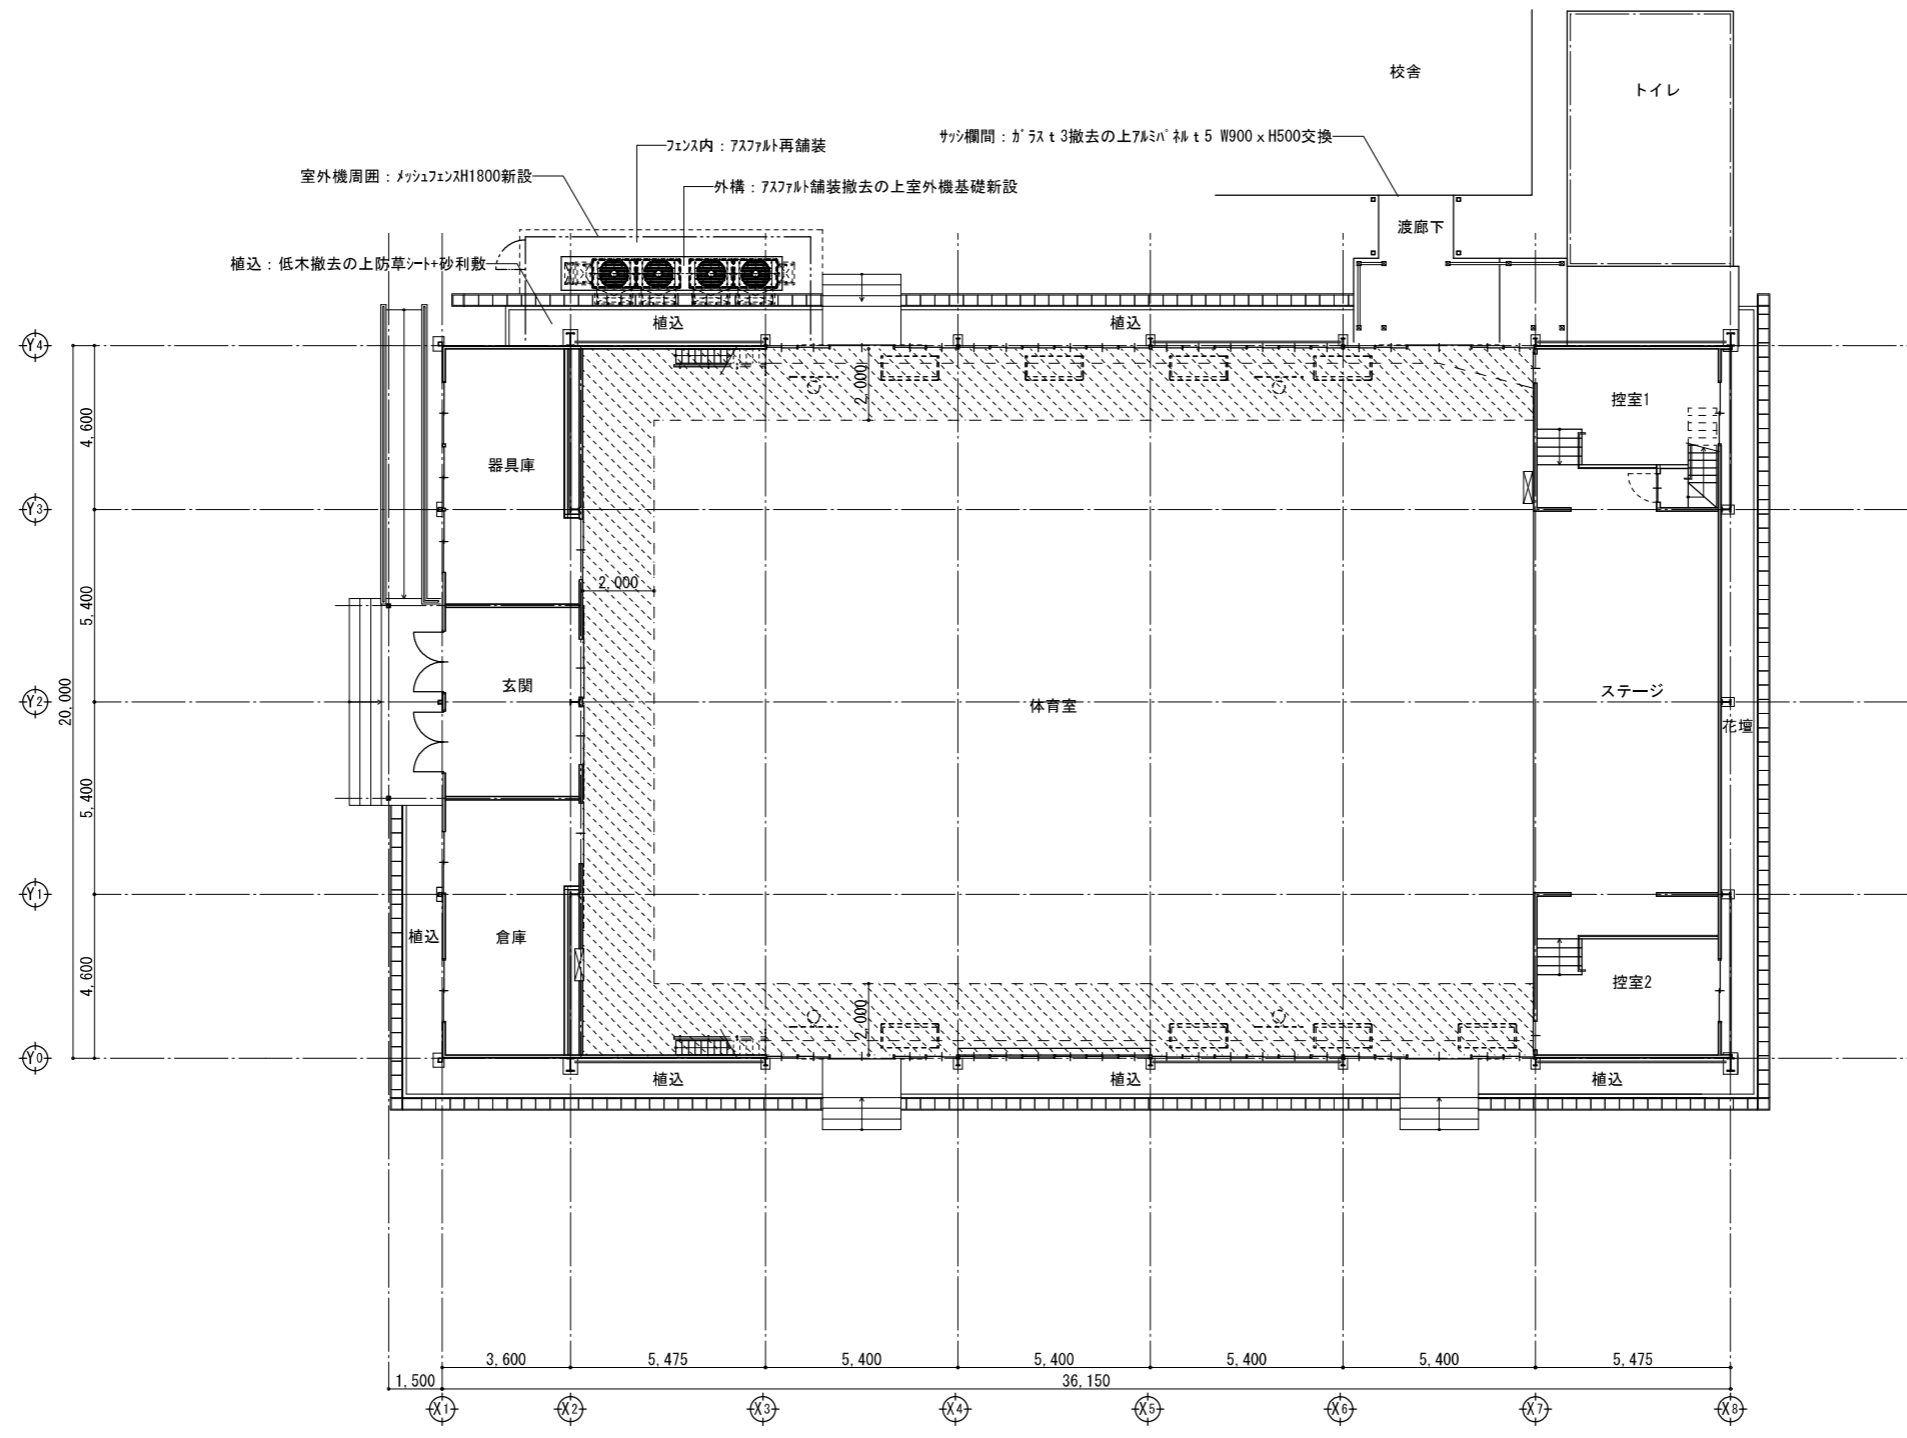 校舎
トイレ
サッシ欄間：ガラスｔ3撤去の上アルミパネルｔ5 W900ｘH500交換
フェンス内：アスファルト再舗装
室外機周囲：メッシュフェンスH1800新設
外構：アスファルト舗装撤去の上室外機基礎新設
渡廊下
植込：低木撤去の上防草シート+砂利敷
植込
植込
Y4
2,000
控室1
4,600
器具庫
Y3
2,000
5,400
玄関
ステージ
Y2
20,000
体育室
花壇
5,400
Y1
植込
倉庫
4,600
控室2
2,000
Y0
植込
植込
植込
3,600
5,475
5,400
5,400
5,400
5,400
5,475
1,500
36,150
X1
X2
X3
X4
X5
X6
X7
X8